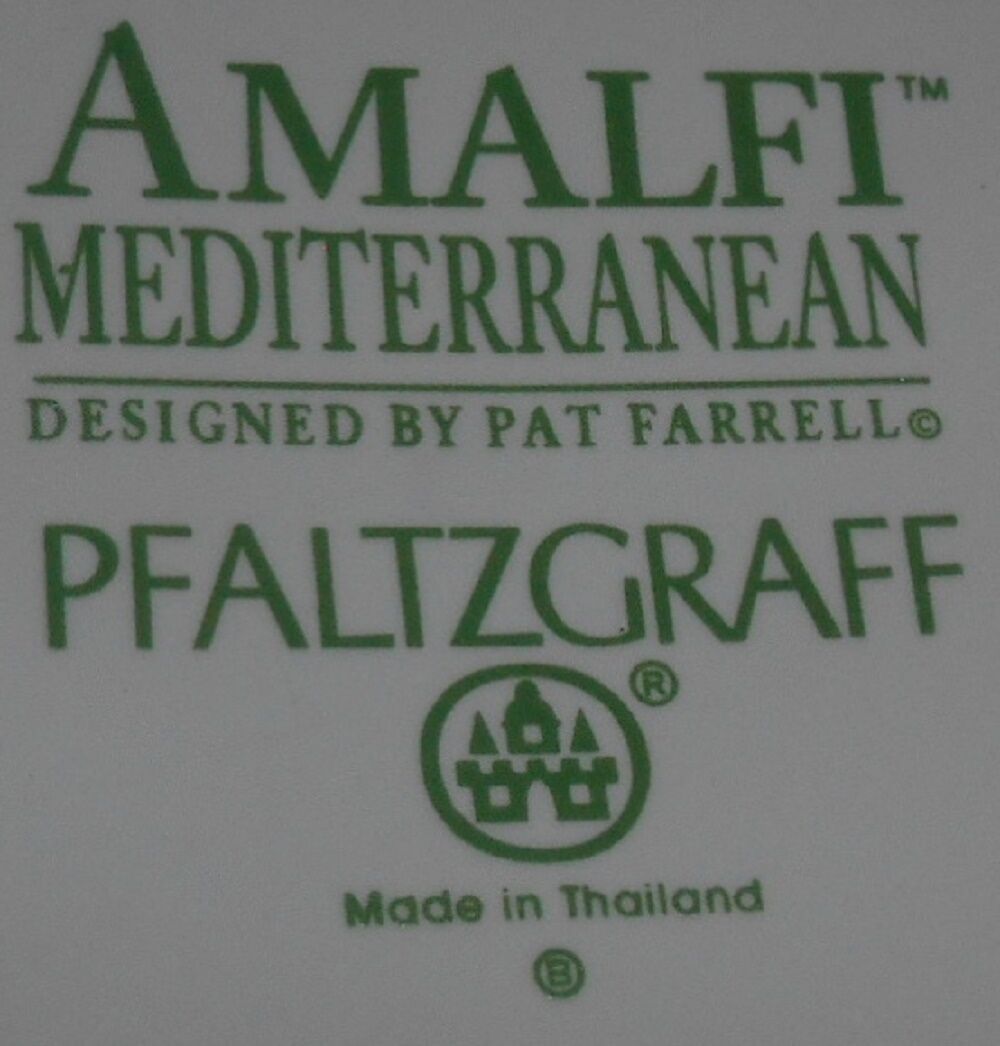 AMALFI™
MEDITERRANEAN
DESIGNED BY PAT FARRELL©
PFALTZGRAFF
®
Made in Thailand
Ⓑ